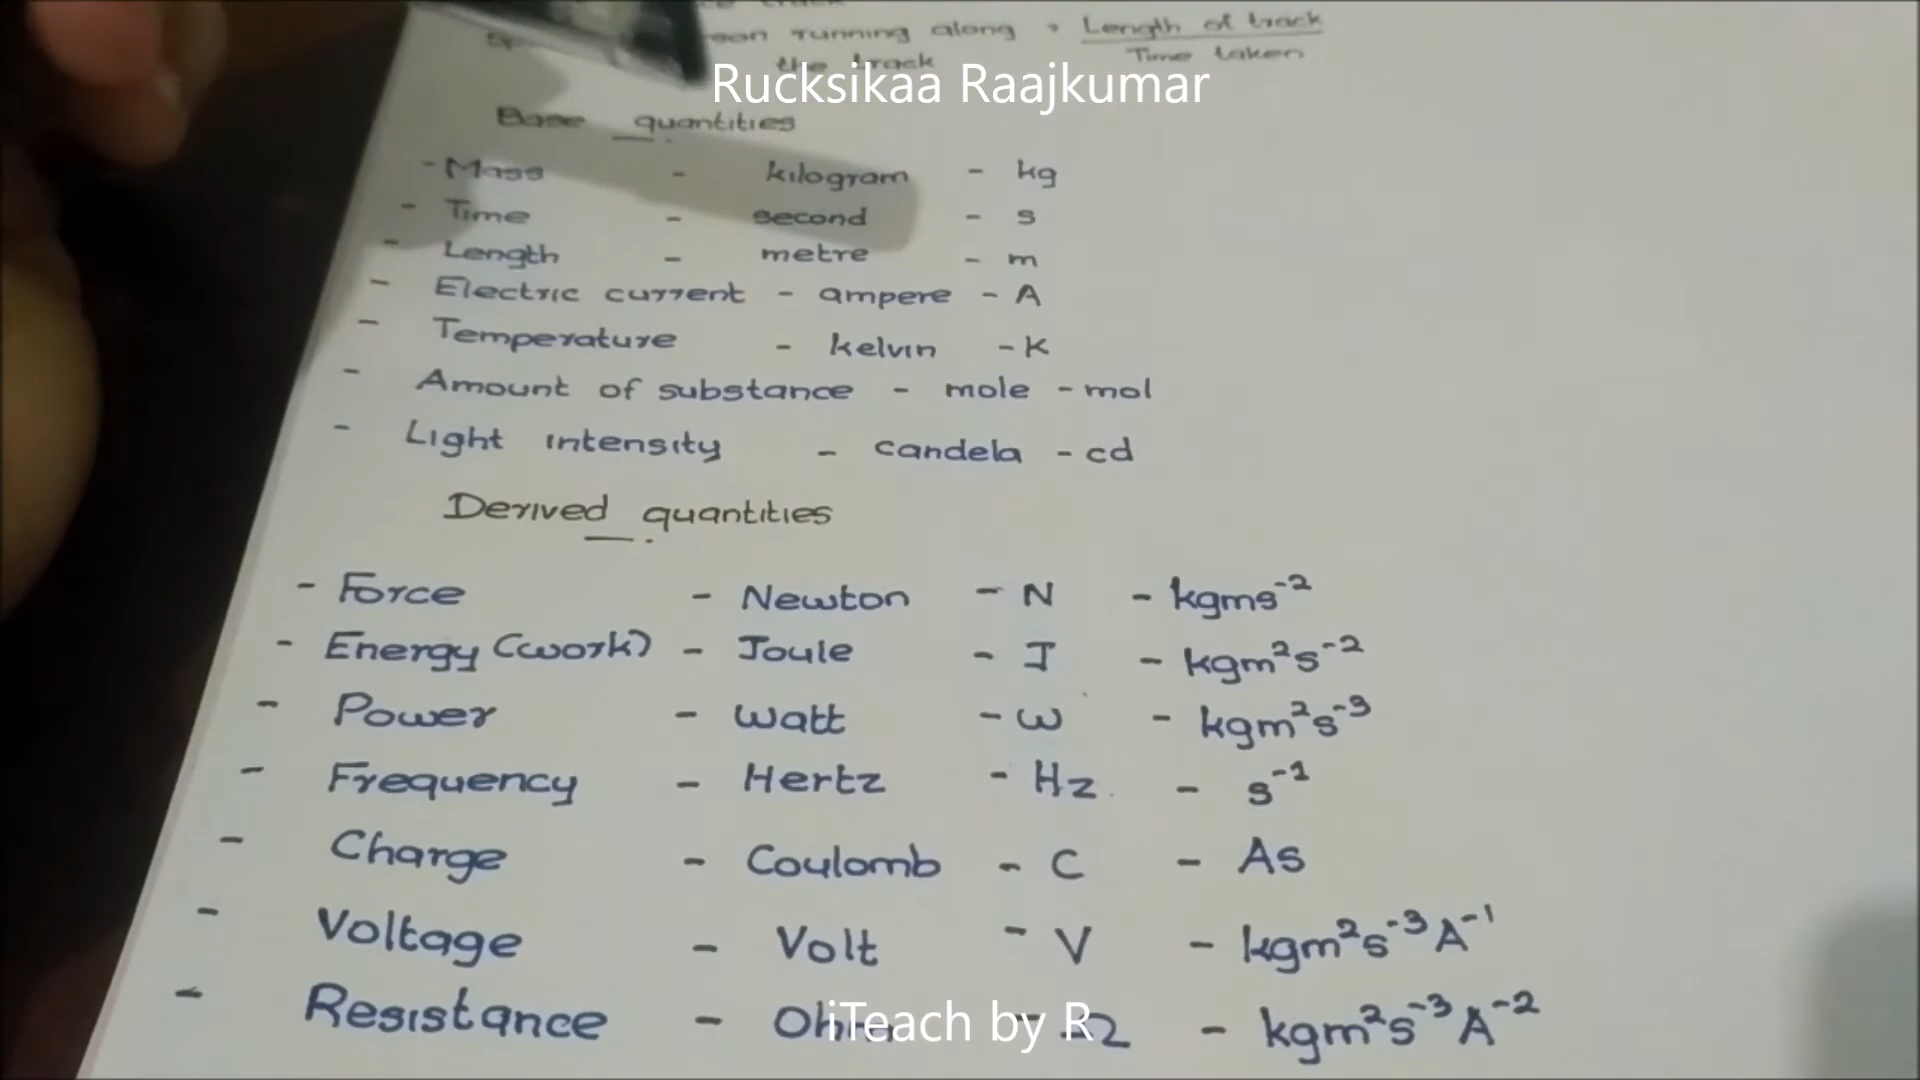 running along > Length of track
the track Time taken
Rucksikaa Raajkumar
Base quantities
- Mass - kilogram - kg
- Time - second - s
- Length - metre - m
- Electric current - ampere - A
- Temperature - kelvin - K
- Amount of substance - mole - mol
- Light intensity - candela - cd
Derived quantities
- Force - Newton - N - kgms⁻²
- Energy (work) - Joule - J - kgm²s⁻²
- Power - Watt - W - kgm²s⁻³
- Frequency - Hertz - Hz - s⁻¹
- Charge - Coulomb - C - As
- Voltage - Volt - V - kgm²s⁻³A⁻¹
- Resistance - Ohm - Ω - kgm²s⁻³A⁻²
iTeach by R